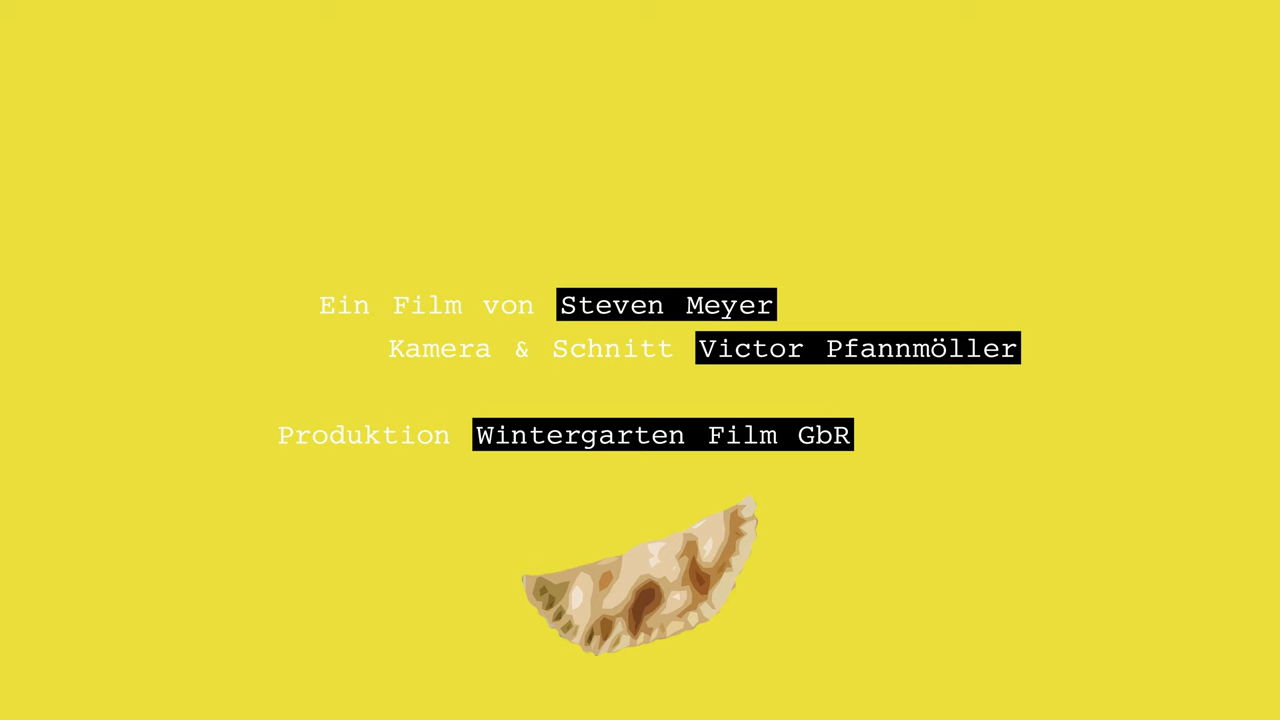 Ein Film von Steven Meyer
Kamera & Schnitt Victor Pfannmöller
Produktion Wintergarten Film GbR